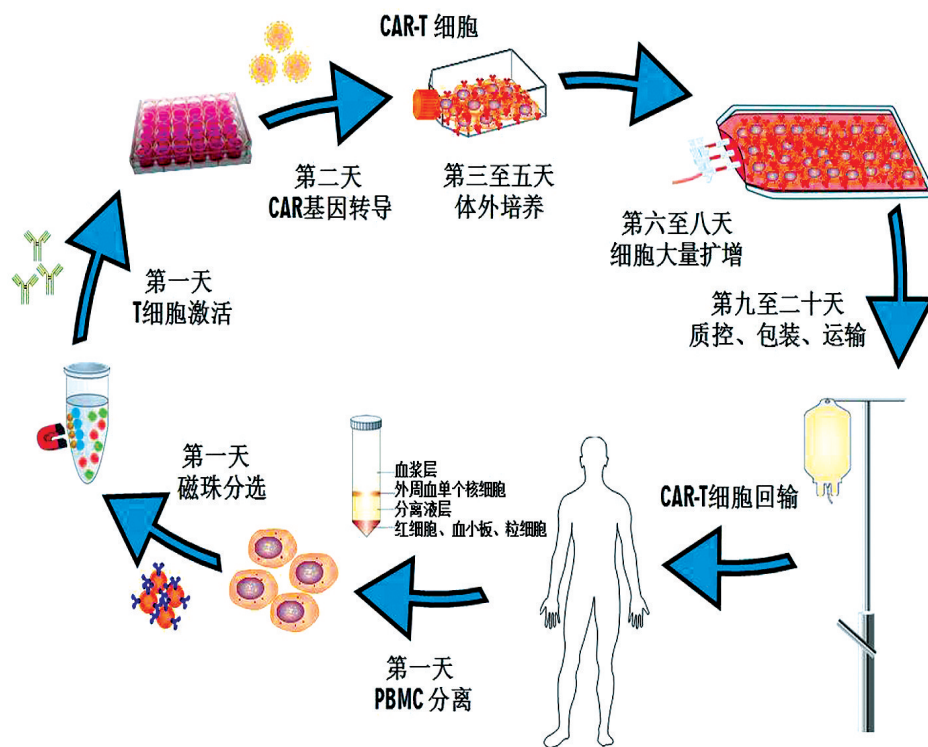 CAR-T 细胞
第二天
CAR基因转导
第三至五天
体外培养
第六至八天
细胞大量扩增
第一天
T细胞激活
第九至二十天
质控、包装、运输
血浆层
外周血单个核细胞
分离液层
红细胞、血小板、粒细胞
第一天
磁珠分选
CAR-T细胞回输
第一天
PBMC 分离